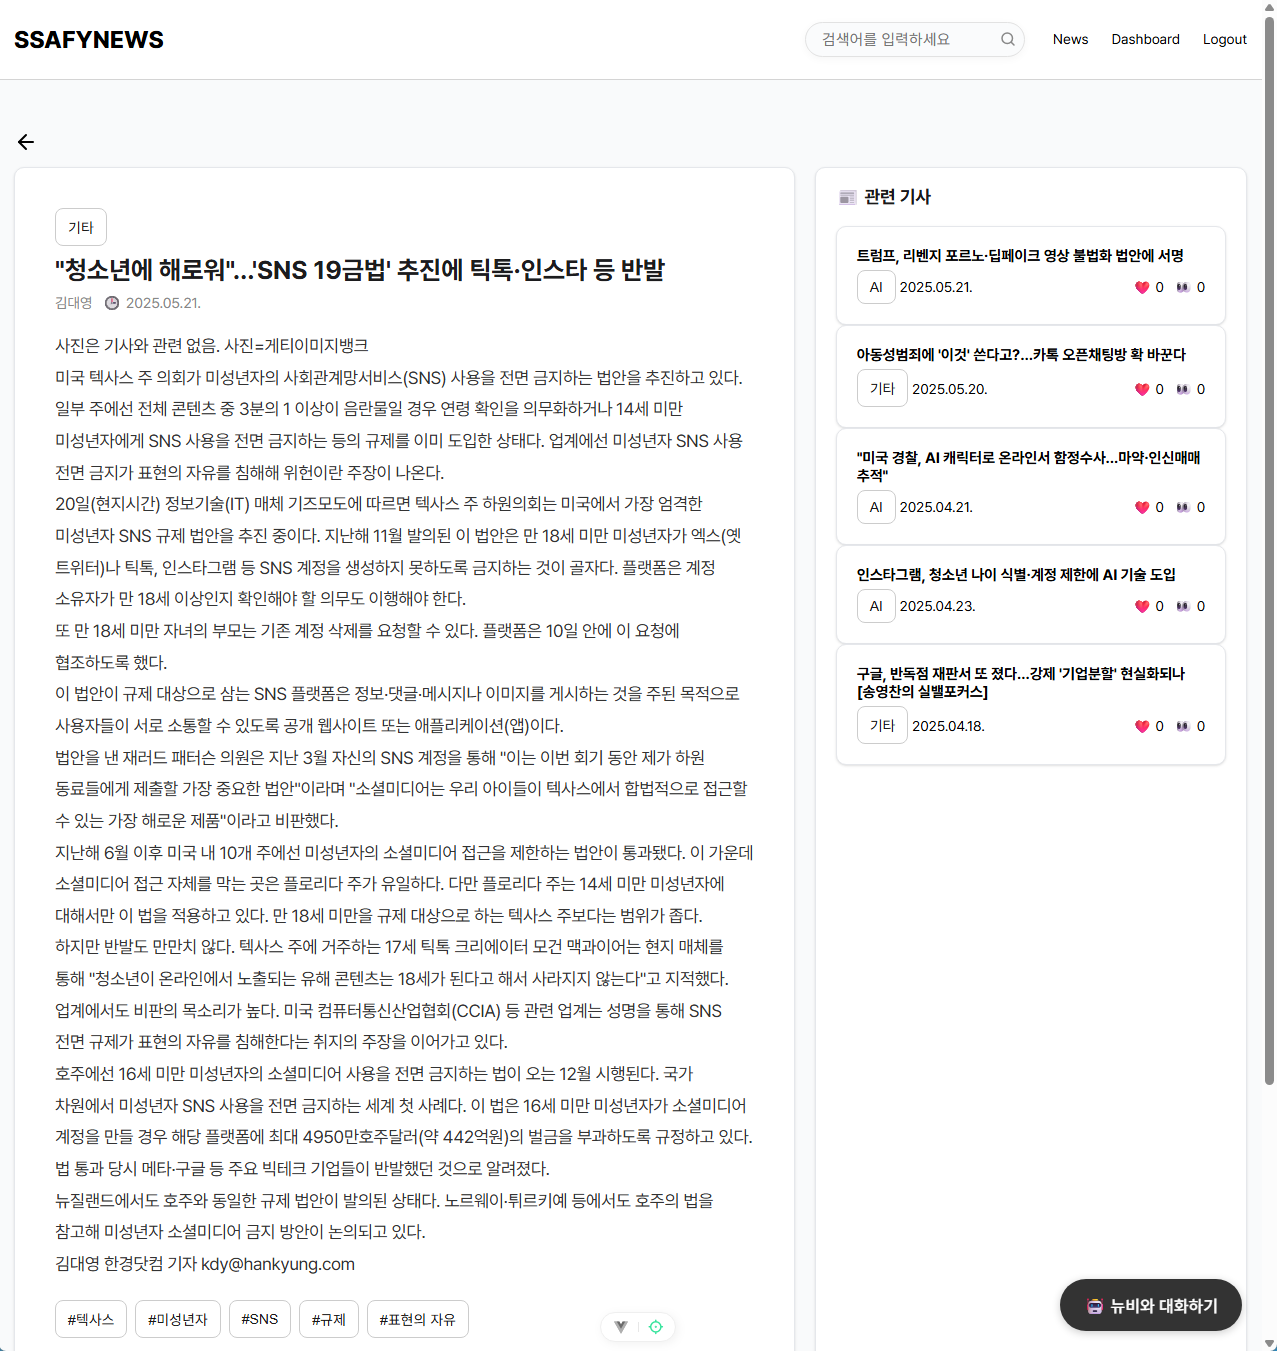 SSAFYNEWS
검색어를 입력하세요
News
Dashboard
Logout
기타
"청소년에 해로워"…'SNS 19금법' 추진에 틱톡·인스타 등 반발
김대영 2025.05.21.
사진은 기사와 관련 없음. 사진=게티이미지뱅크
미국 텍사스 주 의회가 미성년자의 사회관계망서비스(SNS) 사용을 전면 금지하는 법안을 추진하고 있다.
일부 주에선 전체 콘텐츠 중 3분의 1 이상이 음란물일 경우 연령 확인을 의무화하거나 14세 미만
미성년자에게 SNS 사용을 전면 금지하는 등의 규제를 이미 도입한 상태다. 업계에선 미성년자 SNS 사용
전면 금지가 표현의 자유를 침해해 위헌이란 주장이 나온다.
20일(현지시간) 정보기술(IT) 매체 기즈모도에 따르면 텍사스 주 하원의회는 미국에서 가장 엄격한
미성년자 SNS 규제 법안을 추진 중이다. 지난해 11월 발의된 이 법안은 만 18세 미만 미성년자가 엑스(옛
트위터)나 틱톡, 인스타그램 등 SNS 계정을 생성하지 못하도록 금지하는 것이 골자다. 플랫폼은 계정
소유자가 만 18세 이상인지 확인해야 할 의무도 이행해야 한다.
또 만 18세 미만 자녀의 부모는 기존 계정 삭제를 요청할 수 있다. 플랫폼은 10일 안에 이 요청에
협조하도록 했다.
이 법안이 규제 대상으로 삼는 SNS 플랫폼은 정보·댓글·메시지나 이미지를 게시하는 것을 주된 목적으로
사용자들이 서로 소통할 수 있도록 공개 웹사이트 또는 애플리케이션(앱)이다.
법안을 낸 재러드 패터슨 의원은 지난 3월 자신의 SNS 계정을 통해 "이는 이번 회기 동안 제가 하원
동료들에게 제출할 가장 중요한 법안"이라며 "소셜미디어는 우리 아이들이 텍사스에서 합법적으로 접근할
수 있는 가장 해로운 제품"이라고 비판했다.
지난해 6월 이후 미국 내 10개 주에선 미성년자의 소셜미디어 접근을 제한하는 법안이 통과됐다. 이 가운데
소셜미디어 접근 자체를 막는 곳은 플로리다 주가 유일하다. 다만 플로리다 주는 14세 미만 미성년자에
대해서만 이 법을 적용하고 있다. 만 18세 미만을 규제 대상으로 하는 텍사스 주보다는 범위가 좁다.
하지만 반발도 만만치 않다. 텍사스 주에 거주하는 17세 틱톡 크리에이터 모건 맥과이어는 현지 매체를
통해 "청소년이 온라인에서 노출되는 유해 콘텐츠는 18세가 된다고 해서 사라지지 않는다"고 지적했다.
업계에서도 비판의 목소리가 높다. 미국 컴퓨터통신산업협회(CCIA) 등 관련 업계는 성명을 통해 SNS
전면 규제가 표현의 자유를 침해한다는 취지의 주장을 이어가고 있다.
호주에선 16세 미만 미성년자의 소셜미디어 사용을 전면 금지하는 법이 오는 12월 시행된다. 국가
차원에서 미성년자 SNS 사용을 전면 금지하는 세계 첫 사례다. 이 법은 16세 미만 미성년자가 소셜미디어
계정을 만들 경우 해당 플랫폼에 최대 4950만호주달러(약 442억원)의 벌금을 부과하도록 규정하고 있다.
법 통과 당시 메타·구글 등 주요 빅테크 기업들이 반발했던 것으로 알려졌다.
뉴질랜드에서도 호주와 동일한 규제 법안이 발의된 상태다. 노르웨이·튀르키예 등에서도 호주의 법을
참고해 미성년자 소셜미디어 금지 방안이 논의되고 있다.
김대영 한경닷컴 기자 kdy@hankyung.com
#텍사스 #미성년자 #SNS #규제 #표현의 자유
관련 기사
트럼프, 리벤지 포르노·딥페이크 영상 불법화 법안에 서명
AI 2025.05.21. 0 0
아동성범죄에 '이것' 쓴다고?…카톡 오픈채팅방 확 바꾼다
기타 2025.05.20. 0 0
"미국 경찰, AI 캐릭터로 온라인서 함정수사…마약·인신매매
추적"
AI 2025.04.21. 0 0
인스타그램, 청소년 나이 식별·계정 제한에 AI 기술 도입
AI 2025.04.23. 0 0
구글, 반독점 재판서 또 졌다…강제 '기업분할' 현실화되나
[송영찬의 실밸포커스]
기타 2025.04.18. 0 0
뉴비와 대화하기